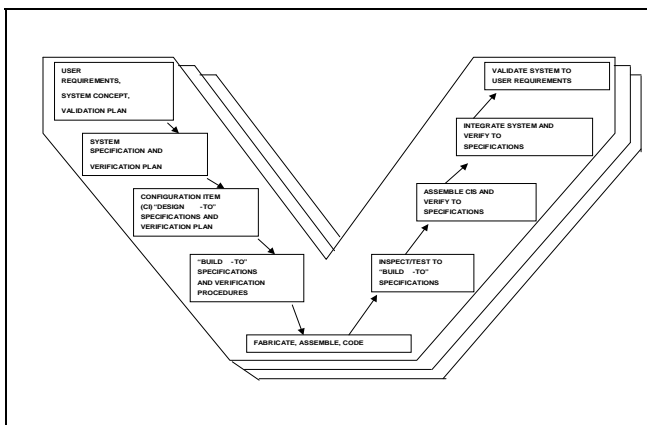 USER
REQUIREMENTS,
SYSTEM CONCEPT,
VALIDATION PLAN
SYSTEM
SPECIFICATION AND
VERIFICATION PLAN
CONFIGURATION ITEM
(CI) "DESIGN -TO"
SPECIFICATIONS AND
VERIFICATION PLAN
"BUILD -TO"
SPECIFICATIONS
AND VERIFICATION
PROCEDURES
FABRICATE, ASSEMBLE, CODE
INSPECT/TEST TO
"BUILD -TO"
SPECIFICATIONS
ASSEMBLE CIS AND
VERIFY TO
SPECIFICATIONS
INTEGRATE SYSTEM AND
VERIFY TO
SPECIFICATIONS
VALIDATE SYSTEM TO
USER REQUIREMENTS